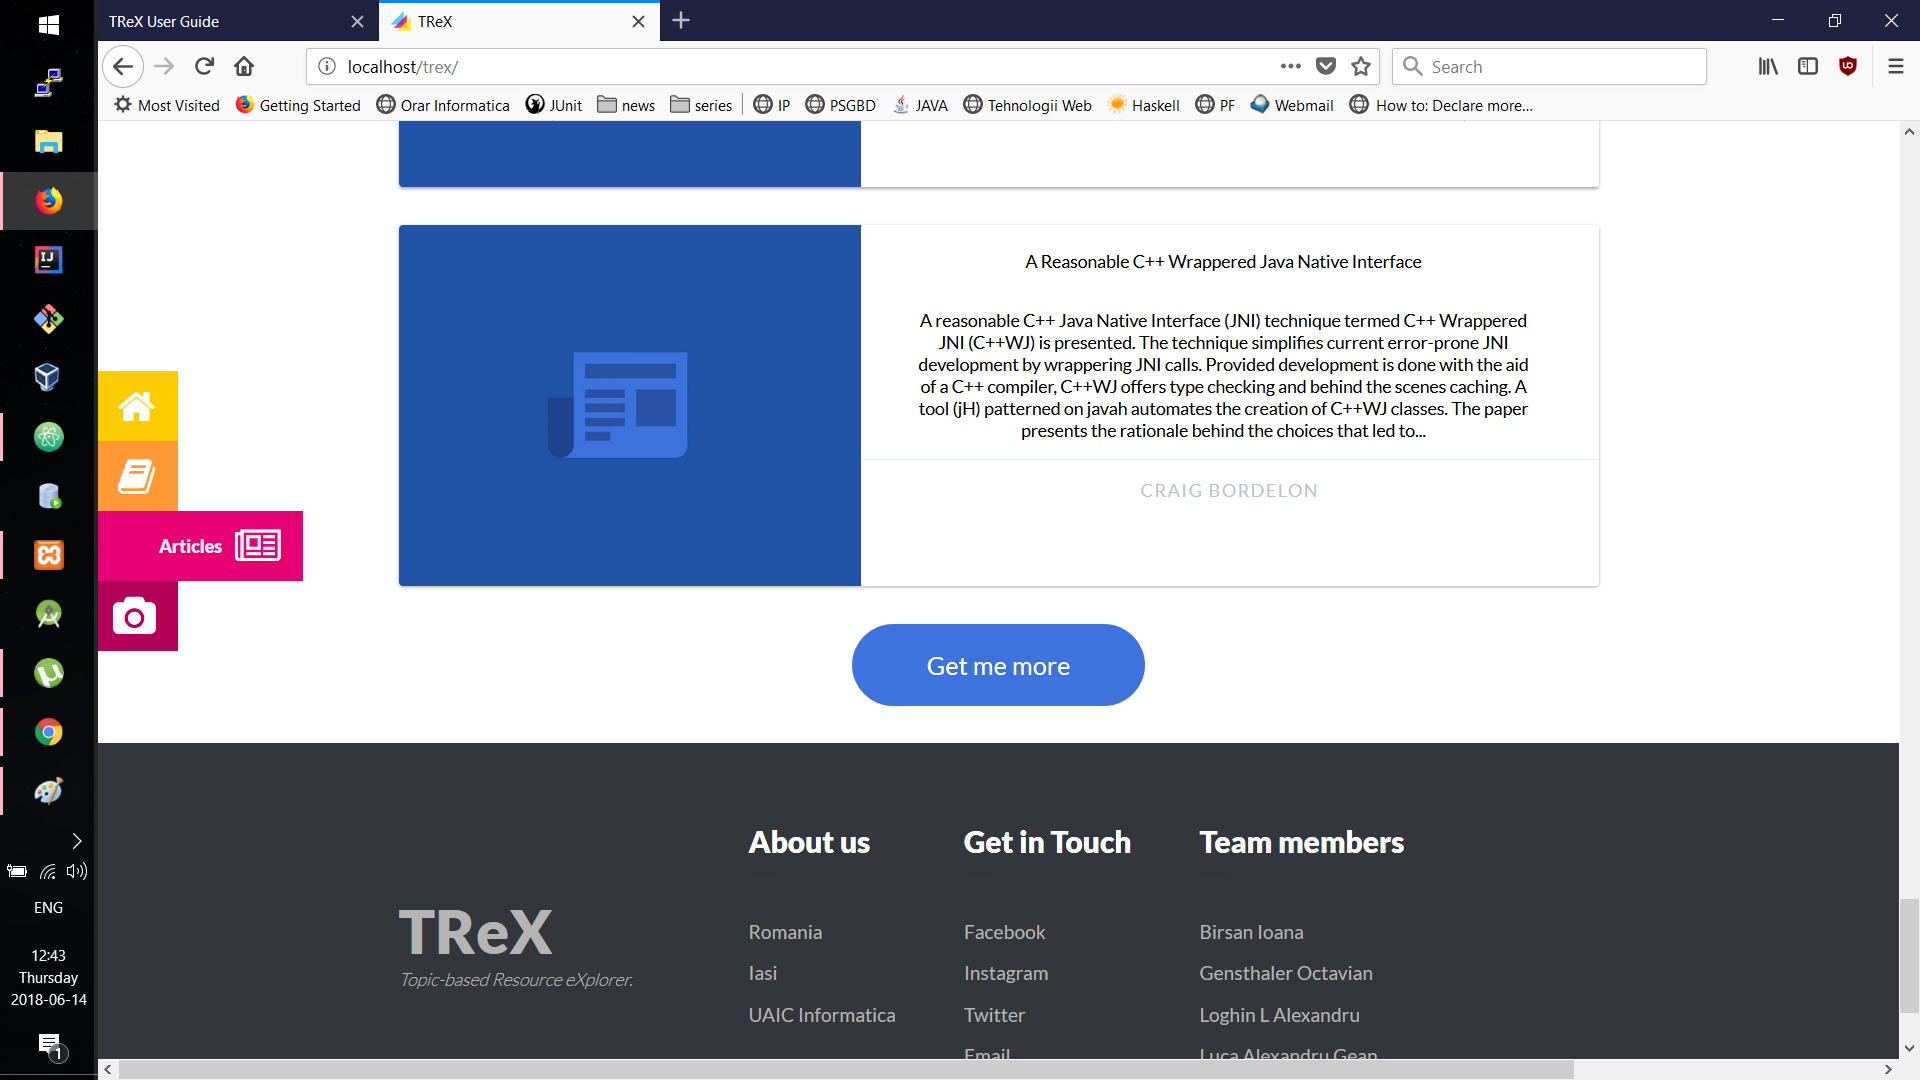 TReX User Guide
TReX
localhost/trex/
Search
Most Visited
Getting Started
Orar Informatica
JUnit
news
series
IP
PSGBD
JAVA
Tehnologii Web
Haskell
PF
Webmail
How to: Declare more...
A Reasonable C++ Wrappered Java Native Interface
A reasonable C++ Java Native Interface (JNI) technique termed C++ Wrappered
JNI (C++WJ) is presented. The technique simplifies current error-prone JNI
development by wrappering JNI calls. Provided development is done with the aid
of a C++ compiler, C++WJ offers type checking and behind the scenes caching. A
tool (jH) patterned on javah automates the creation of C++WJ classes. The paper
presents the rationale behind the choices that led to...
CRAIG BORDELON
Articles
Get me more
TReX
Topic-based Resource eXplorer.
About us
Romania
Iasi
UAIC Informatica
Get in Touch
Facebook
Instagram
Twitter
Email
Team members
Birsan Ioana
Gensthaler Octavian
Loghin L Alexandru
Luca Alexandru Gean
IJ
ENG
12:43
Thursday
2018-06-14
1